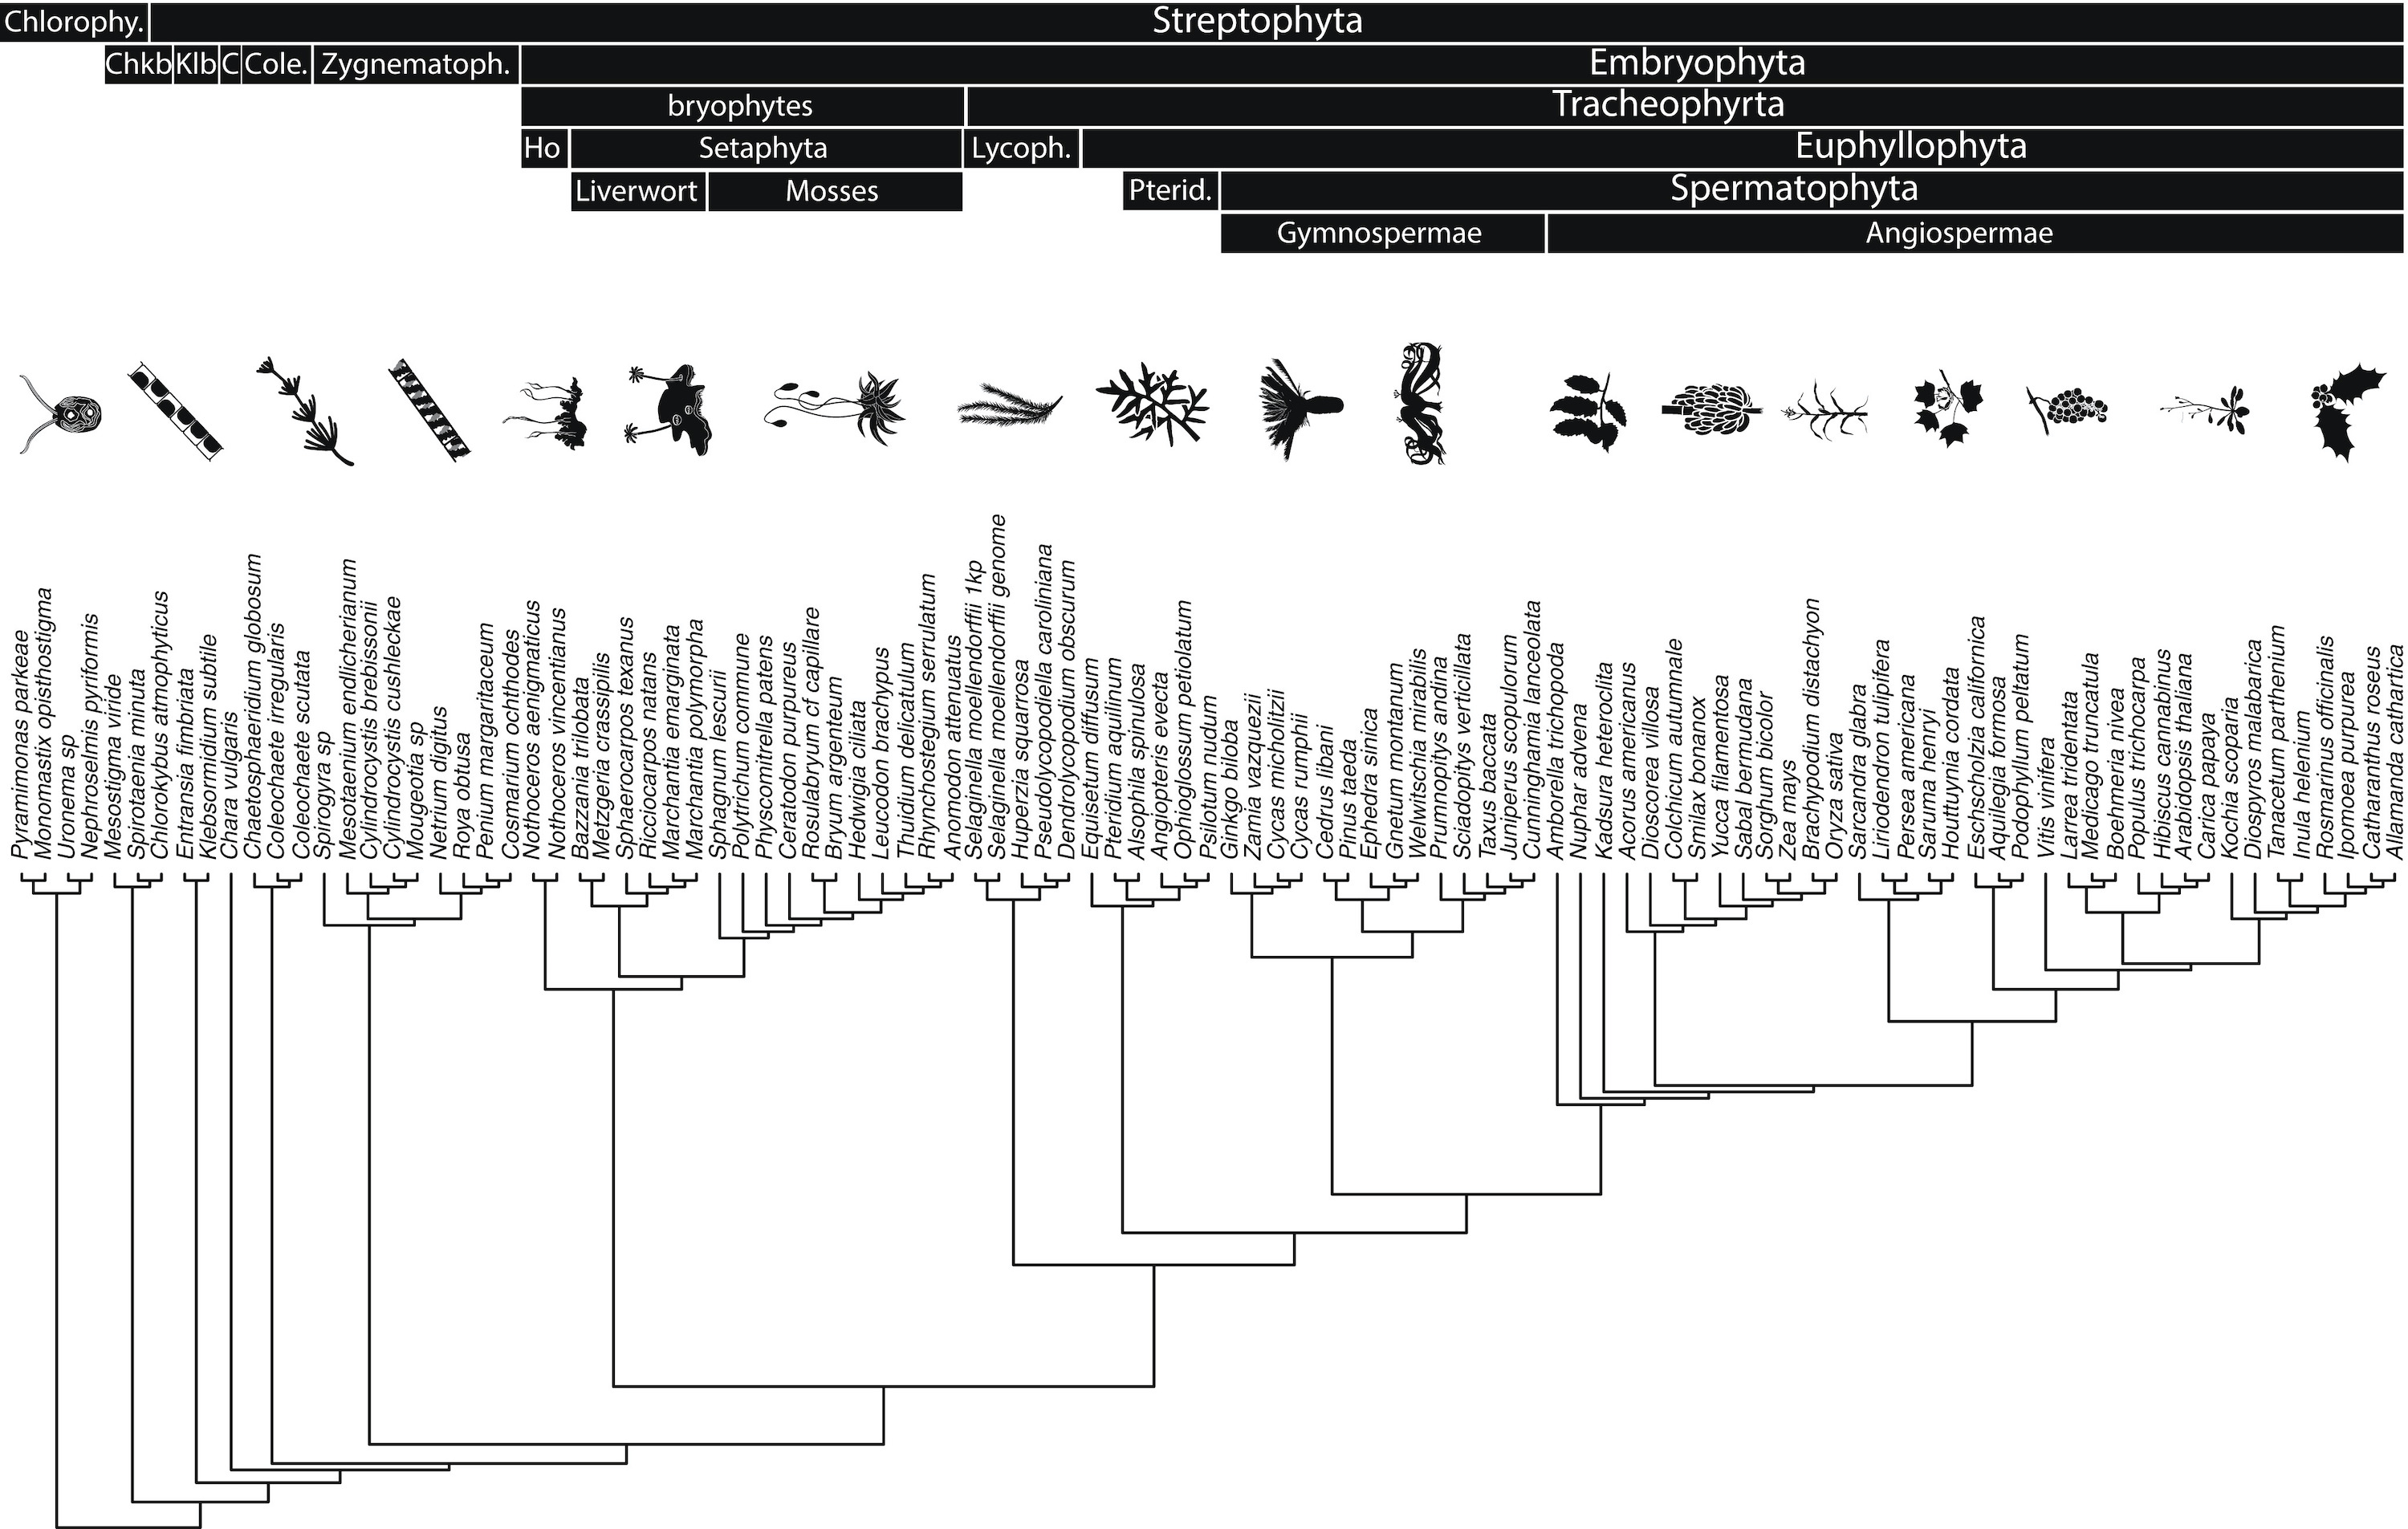 Chlorophy. Streptophyta
Chkb Klb C Cole. Zygnematoph. Embryophyta
bryophytes Tracheophyrta
Ho Setaphyta Lycoph. Euphyllophyta
Liverwort Mosses Pterid. Spermatophyta
Gymnospermae Angiospermae
Pyramimonas parkeae
Monomastix opisthostigma
Uronema sp
Nephroselmis pyriformis
Mesostigma viride
Spirotaenia minuta
Chlorokybus atmophyticus
Entransia fimbriata
Klebsormidium subtile
Chara vulgaris
Chaetosphaeridium globosum
Coleochaete irregularis
Coleochaete scutata
Spirogyra sp
Mesotaenium endlicherianum
Cylindrocystis brebissonii
Cylindrocystis cushleckae
Mougeotia sp
Netrium digitus
Roya obtusa
Penium margaritaceum
Cosmarium ochthodes
Nothoceros aenigmaticus
Nothoceros vincentianus
Bazzania trilobata
Metzgeria crassipilis
Sphaerocarpos texanus
Ricciocarpos natans
Marchantia emarginata
Marchantia polymorpha
Sphagnum lescurii
Polytrichum commune
Physcomitrella patens
Ceratodon purpureus
Rosulabryum cf capillare
Bryum argenteum
Hedwigia ciliata
Leucodon brachypus
Thuidium delicatulum
Rhynchostegium serrulatum
Anomodon attenuatus
Selaginella moellendorffii 1kp
Selaginella moellendorffii genome
Huperzia squarrosa
Pseudolycopodiella caroliniana
Dendrolycopodium obscurum
Equisetum diffusum
Pteridium aquilinum
Alsophila spinulosa
Angiopteris evecta
Ophioglossum petiolatum
Psilotum nudum
Ginkgo biloba
Zamia vazquezii
Cycas micholitzii
Cycas rumphii
Cedrus libani
Pinus taeda
Ephedra sinica
Gnetum montanum
Welwitschia mirabilis
Prumnopitys andina
Sciadopitys verticillata
Taxus baccata
Juniperus scopulorum
Cunninghamia lanceolata
Amborella trichopoda
Nuphar advena
Kadsura heteroclita
Acorus americanus
Dioscorea villosa
Colchicum autumnale
Smilax bonanox
Yucca filamentosa
Sabal bermudana
Sorghum bicolor
Zea mays
Brachypodium distachyon
Oryza sativa
Sarcandra glabra
Liriodendron tulipifera
Persea americana
Saruma henryi
Houttuynia cordata
Eschscholzia californica
Aquilegia formosa
Podophyllum peltatum
Vitis vinifera
Larrea tridentata
Medicago truncatula
Boehmeria nivea
Populus trichocarpa
Hibiscus cannabinus
Arabidopsis thaliana
Carica papaya
Kochia scoparia
Diospyros malabarica
Tanacetum parthenium
Inula helenium
Rosmarinus officinalis
Ipomoea purpurea
Catharanthus roseus
Allamanda cathartica